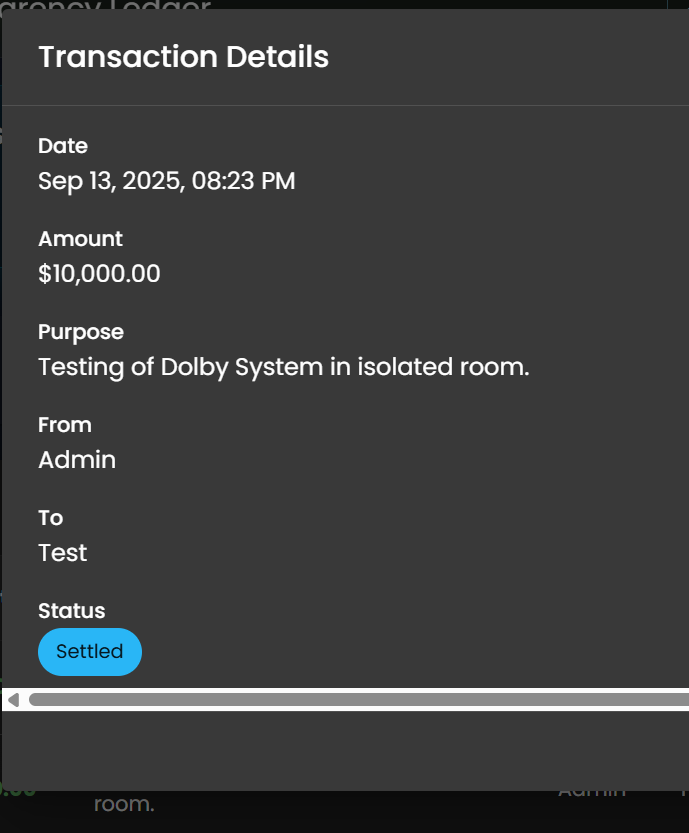 Ledger
Transaction Details
Date
Sep 13, 2025, 08:23 PM
Amount
$10,000.00
Purpose
Testing of Dolby System in isolated room.
From
Admin
To
Test
Status
Settled
Admin
room.